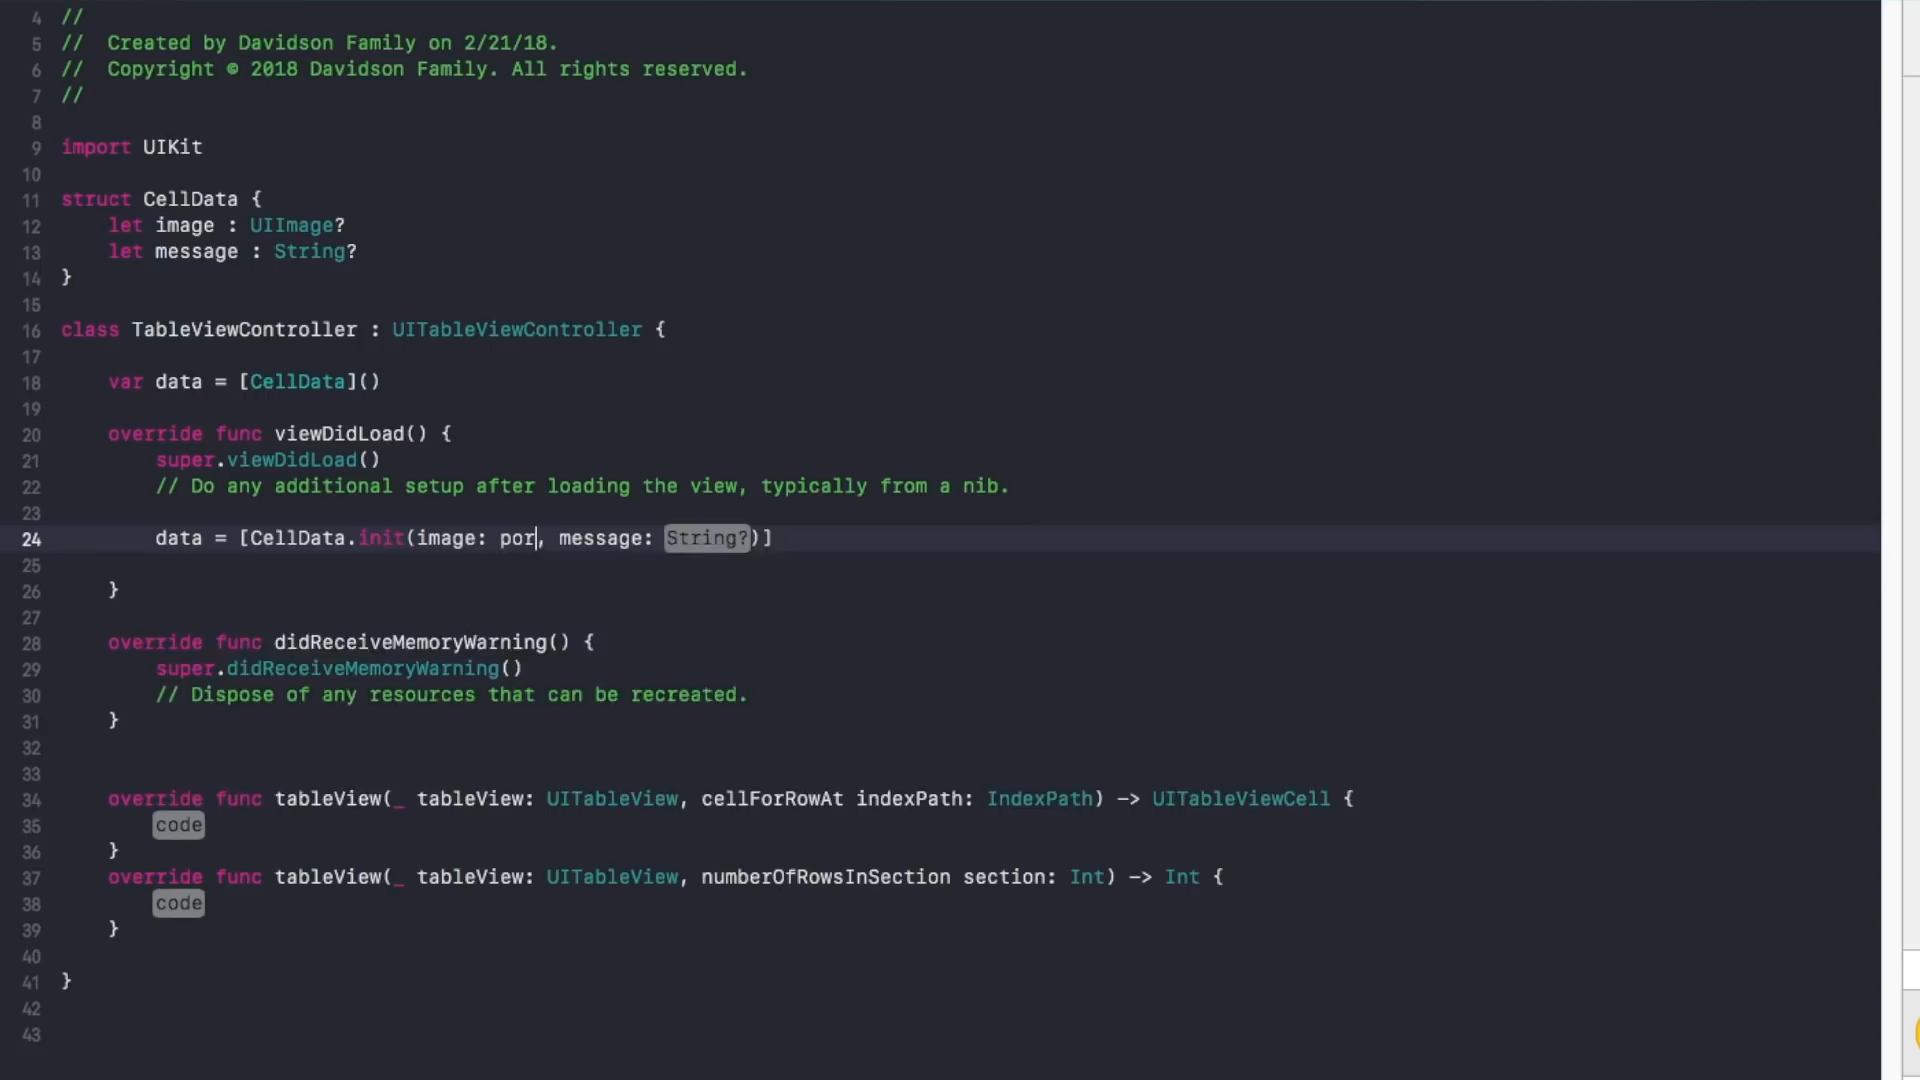 4 //
5 //  Created by Davidson Family on 2/21/18.
6 //  Copyright © 2018 Davidson Family. All rights reserved.
7 //
8
9 import UIKit
10
11 struct CellData {
12     let image : UIImage?
13     let message : String?
14 }
15
16 class TableViewController : UITableViewController {
17
18     var data = [CellData]()
19
20     override func viewDidLoad() {
21         super.viewDidLoad()
22         // Do any additional setup after loading the view, typically from a nib.
23
24         data = [CellData.init(image: por, message: String?)]
25
26     }
27
28     override func didReceiveMemoryWarning() {
29         super.didReceiveMemoryWarning()
30         // Dispose of any resources that can be recreated.
31     }
32
33
34     override func tableView(_ tableView: UITableView, cellForRowAt indexPath: IndexPath) -> UITableViewCell {
35         code
36     }
37     override func tableView(_ tableView: UITableView, numberOfRowsInSection section: Int) -> Int {
38         code
39     }
40
41 }
42
43